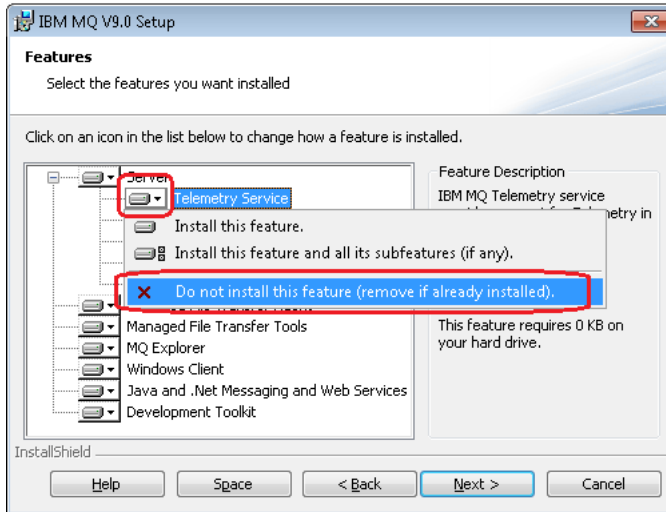 IBM MQ V9.0 Setup
Features
Select the features you want installed
Click on an icon in the list below to change how a feature is installed.
Server
Telemetry Service
Install this feature.
Install this feature and all its subfeatures (if any).
Do not install this feature (remove if already installed).
Managed File Transfer Tools
MQ Explorer
Windows Client
Java and .Net Messaging and Web Services
Development Toolkit
Feature Description
IBM MQ Telemetry service
in
This feature requires 0 KB on
your hard drive.
InstallShield
Help
Space
< Back
Next >
Cancel